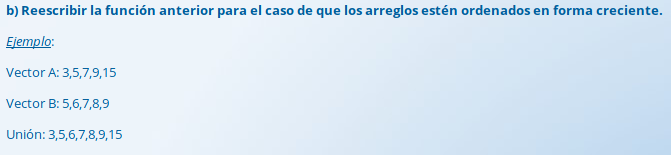 b) Reescribir la función anterior para el caso de que los arreglos estén ordenados en forma creciente.
Ejemplo:
Vector A: 3,5,7,9,15
Vector B: 5,6,7,8,9
Unión: 3,5,6,7,8,9,15